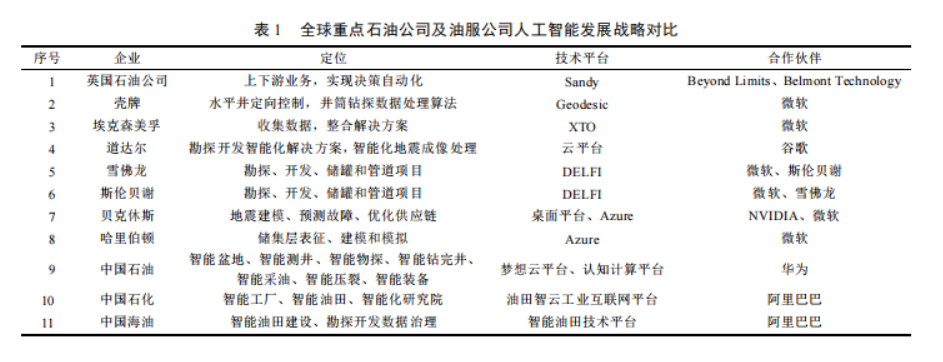 表 1 全球重点石油公司及油服公司人工智能发展战略对比
序号 企业 定位 技术平台 合作伙伴
1 英国石油公司 上下游业务，实现决策自动化 Sandy Beyond Limits、Belmont Technology
2 壳牌 水平井定向控制，井筒钻探数据处理算法 Geodesic 微软
3 埃克森美孚 收集数据，整合解决方案 XTO 微软
4 道达尔 勘探开发智能化解决方案，智能化地震成像处理 云平台 谷歌
5 雪佛龙 勘探、开发、储罐和管道项目 DELFI 微软、斯伦贝谢
6 斯伦贝谢 勘探、开发、储罐和管道项目 DELFI 微软、雪佛龙
7 贝克休斯 地震建模、预测故障、优化供应链 桌面平台、Azure NVIDIA、微软
8 哈里伯顿 储集层表征、建模和模拟 Azure 微软
9 中国石油 智能盆地、智能测井、智能物探、智能钻完井、 梦想云平台、认知计算平台 华为
智能采油、智能压裂、智能装备
10 中国石化 智能工厂、智能油田、智能化研究院 油田智云工业互联网平台 阿里巴巴
11 中国海油 智能油田建设、勘探开发数据治理 智能油田技术平台 阿里巴巴